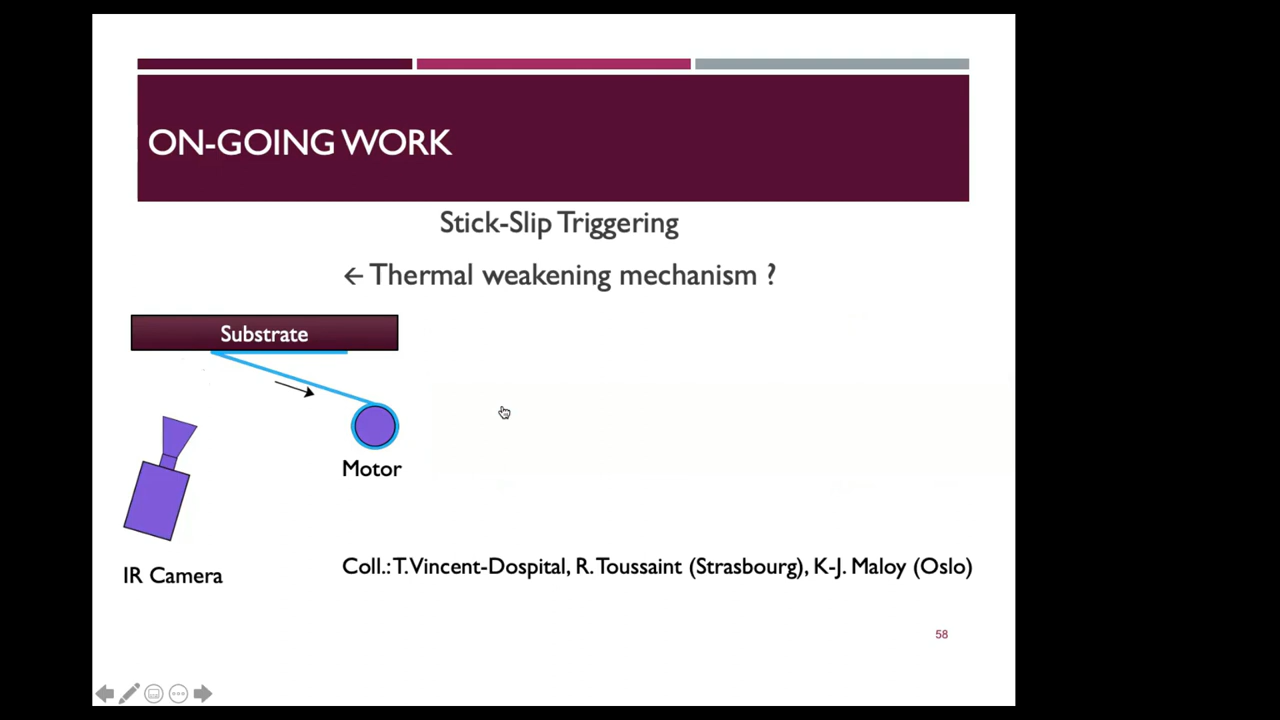 ON-GOING WORK
Stick-Slip Triggering
← Thermal weakening mechanism ?
Substrate
Motor
IR Camera
Coll.: T. Vincent-Dospital, R. Toussaint (Strasbourg), K-J. Maloy (Oslo)
58